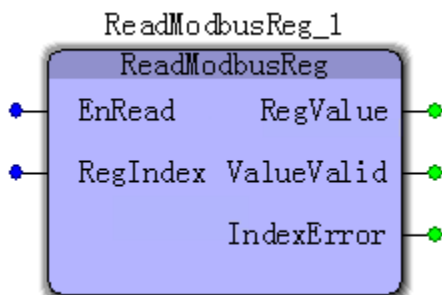 ReadModbusReg_1
ReadModbusReg
EnRead RegValue
RegIndex ValueValid
IndexError